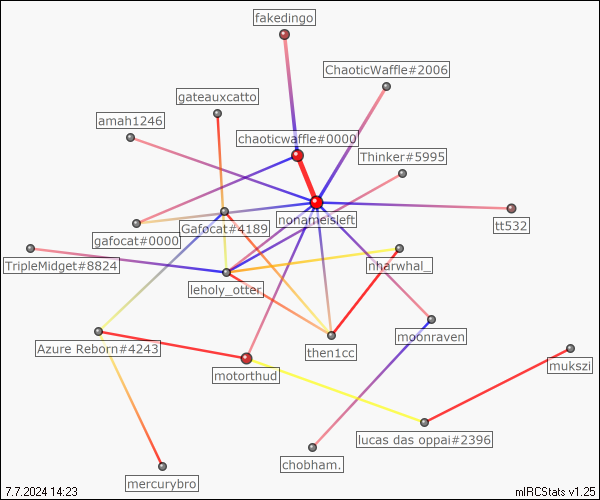 fakedingo
ChaoticWaffle#2006
gateauxcatto
amah1246
chaoticwaffle#0000
Thinker#5995
nonameisleft
tt532
Gafocat#4189
gafocat#0000
TripleMidget#8824
nharwhal_
leholy_otter
moonraven
Azure Reborn#4243
then1cc
mukszi
motorthud
lucas das oppai#2396
chobham.
mercurybro
7.7.2024 14:23
mIRCStats v1.25